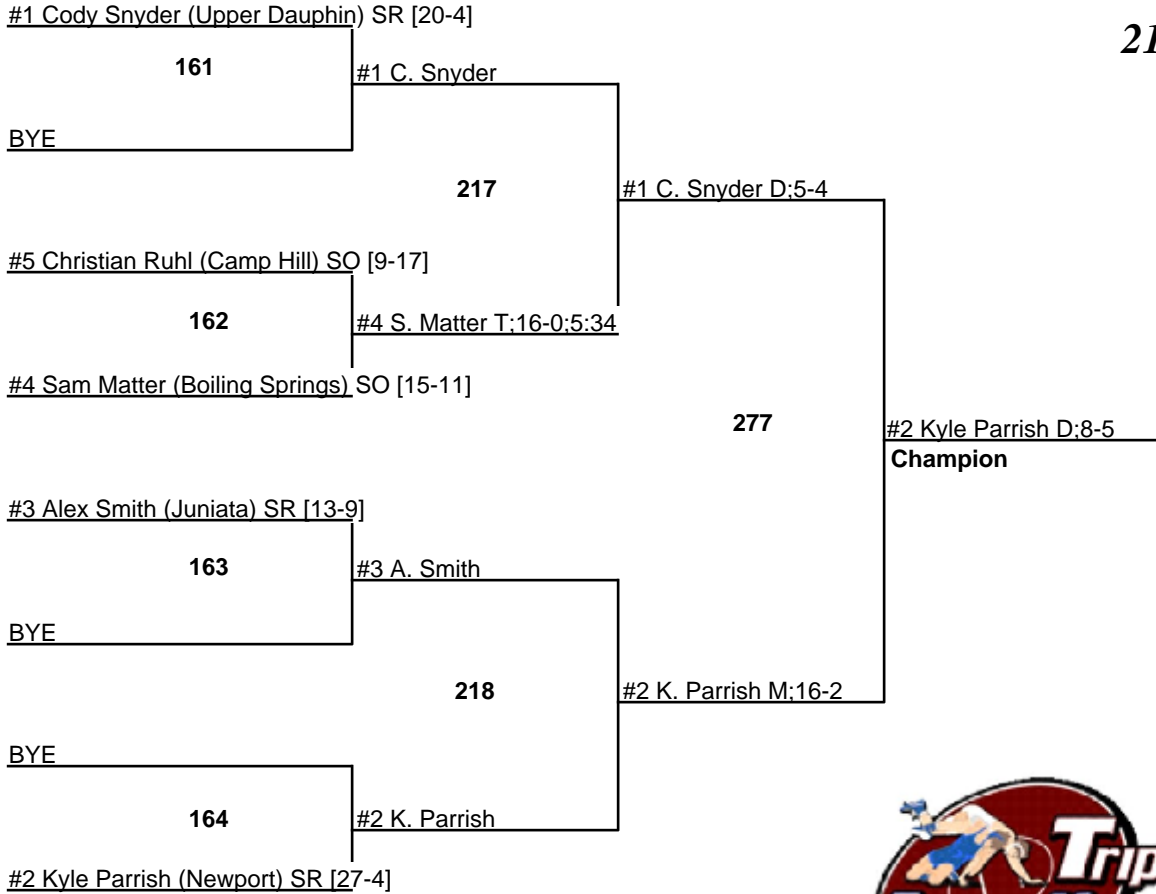 #1 Cody Snyder (Upper Dauphin) SR [20-4]
21
161
#1 C. Snyder
BYE
217
#1 C. Snyder D;5-4
#5 Christian Ruhl (Camp Hill) SO [9-17]
162
#4 S. Matter T;16-0;5:34
#4 Sam Matter (Boiling Springs) SO [15-11]
277
#2 Kyle Parrish D;8-5
Champion
#3 Alex Smith (Juniata) SR [13-9]
163
#3 A. Smith
BYE
218
#2 K. Parrish M;16-2
BYE
164
#2 K. Parrish
#2 Kyle Parrish (Newport) SR [27-4]
Trip